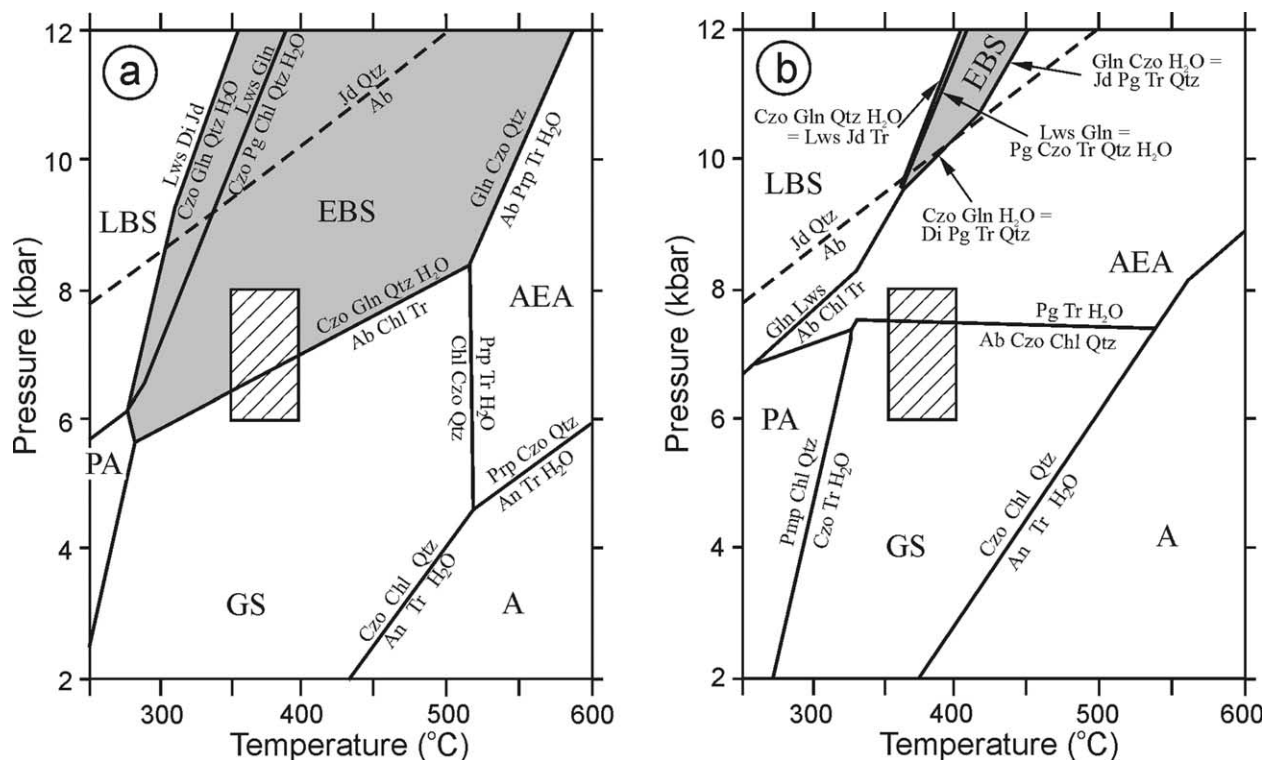 a
12
10
8
6
4
2
Pressure (kbar)
300
400
500
600
Temperature (°C)
LBS
EBS
AEA
PA
GS
A
Lws Di Jd
Czo Gln Qtz H₂O
Lws Gln
Czo Pg Chl Qtz H₂O
Jd Qtz
Ab
Gln Czo Qtz
Ab Prp Tr H₂O
Czo Gln Qtz H₂O
Ab Chl Tr
Prp Tr H₂O
Chl Czo Qtz
Prp Czo Qtz
An Tr H₂O
Czo Chl Qtz
An Tr H₂O
b
12
10
8
6
4
2
Pressure (kbar)
300
400
500
600
Temperature (°C)
EBS
Gln Czo H₂O =
Jd Pg Tr Qtz
Czo Gln Qtz H₂O
= Lws Jd Tr
Lws Gln =
Pg Czo Tr Qtz H₂O
LBS
Czo Gln H₂O =
Di Pg Tr Qtz
Jd Qtz
Ab
AEA
Gln Lws
Ab Chl Tr
Pg Tr H₂O
Ab Czo Chl Qtz
PA
Pmp Chl Qtz
Czo Tr H₂O
Czo Chl Qtz
An Tr H₂O
GS
A